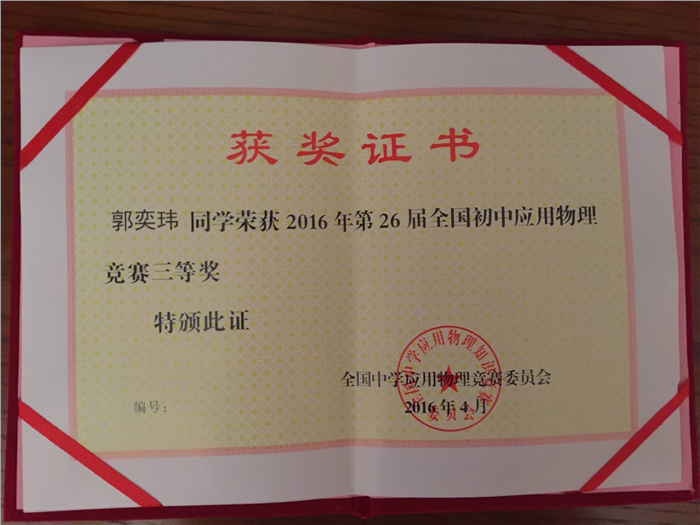 获奖证书
郭奕玮 同学荣获 2016 年第 26 届全国初中应用物理
竞赛三等奖
特颁此证
全国中学应用物理竞赛委员会
编号：
2016 年 4 月